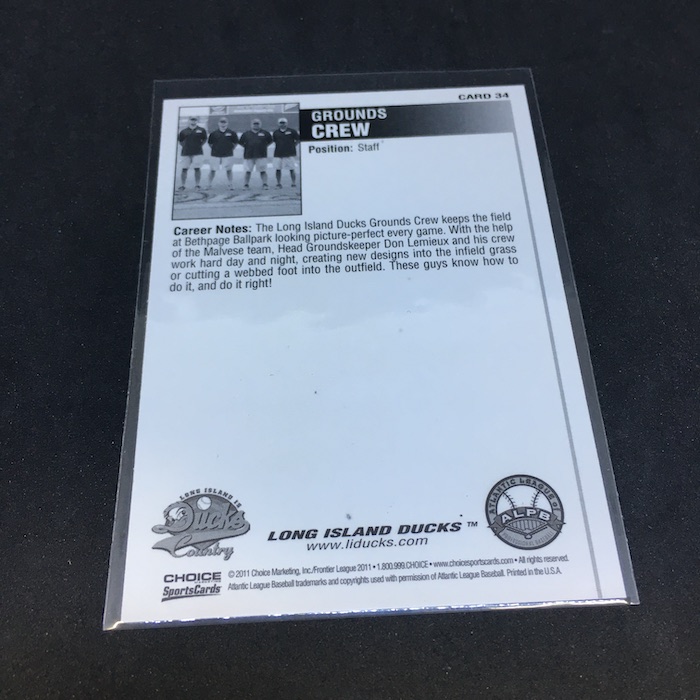 CARD 34
GROUNDS
CREW
Position: Staff
Career Notes: The Long Island Ducks Grounds Crew keeps the field
at Bethpage Ballpark looking picture-perfect every game. With the help
of the Malvese team, Head Groundskeeper Don Lemieux and his crew
work hard day and night, creating new designs into the infield grass
or cutting a webbed foot into the outfield. These guys know how to
do it, and do it right!
LONG ISLAND IS
Ducks
Country
LONG ISLAND DUCKS™
www.liducks.com
ATLANTIC LEAGUE of
ALPB
CHOICE
SportsCards
© 2011 Choice Marketing, Inc./Frontier League 2011 • 1.800.999.CHOICE • www.choicesportscards.com • All rights reserved.
Atlantic League Baseball trademarks and copyrights used with permission of Atlantic League Baseball. Printed in the U.S.A.